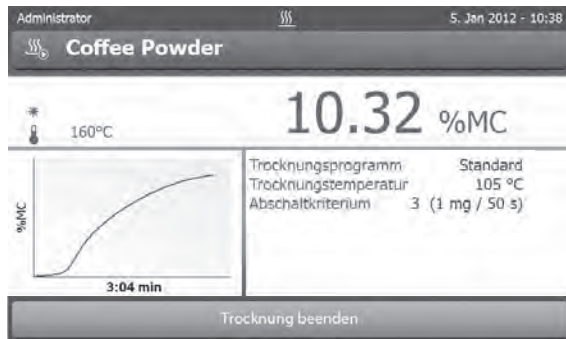 Administrator 5. Jan 2012 - 10:38
Coffee Powder
160°C 10.32 %MC
%MC
3:04 min
Trocknungsprogramm Standard
Trocknungstemperatur 105 °C
Abschaltkriterium 3 (1 mg / 50 s)
Trocknung beenden